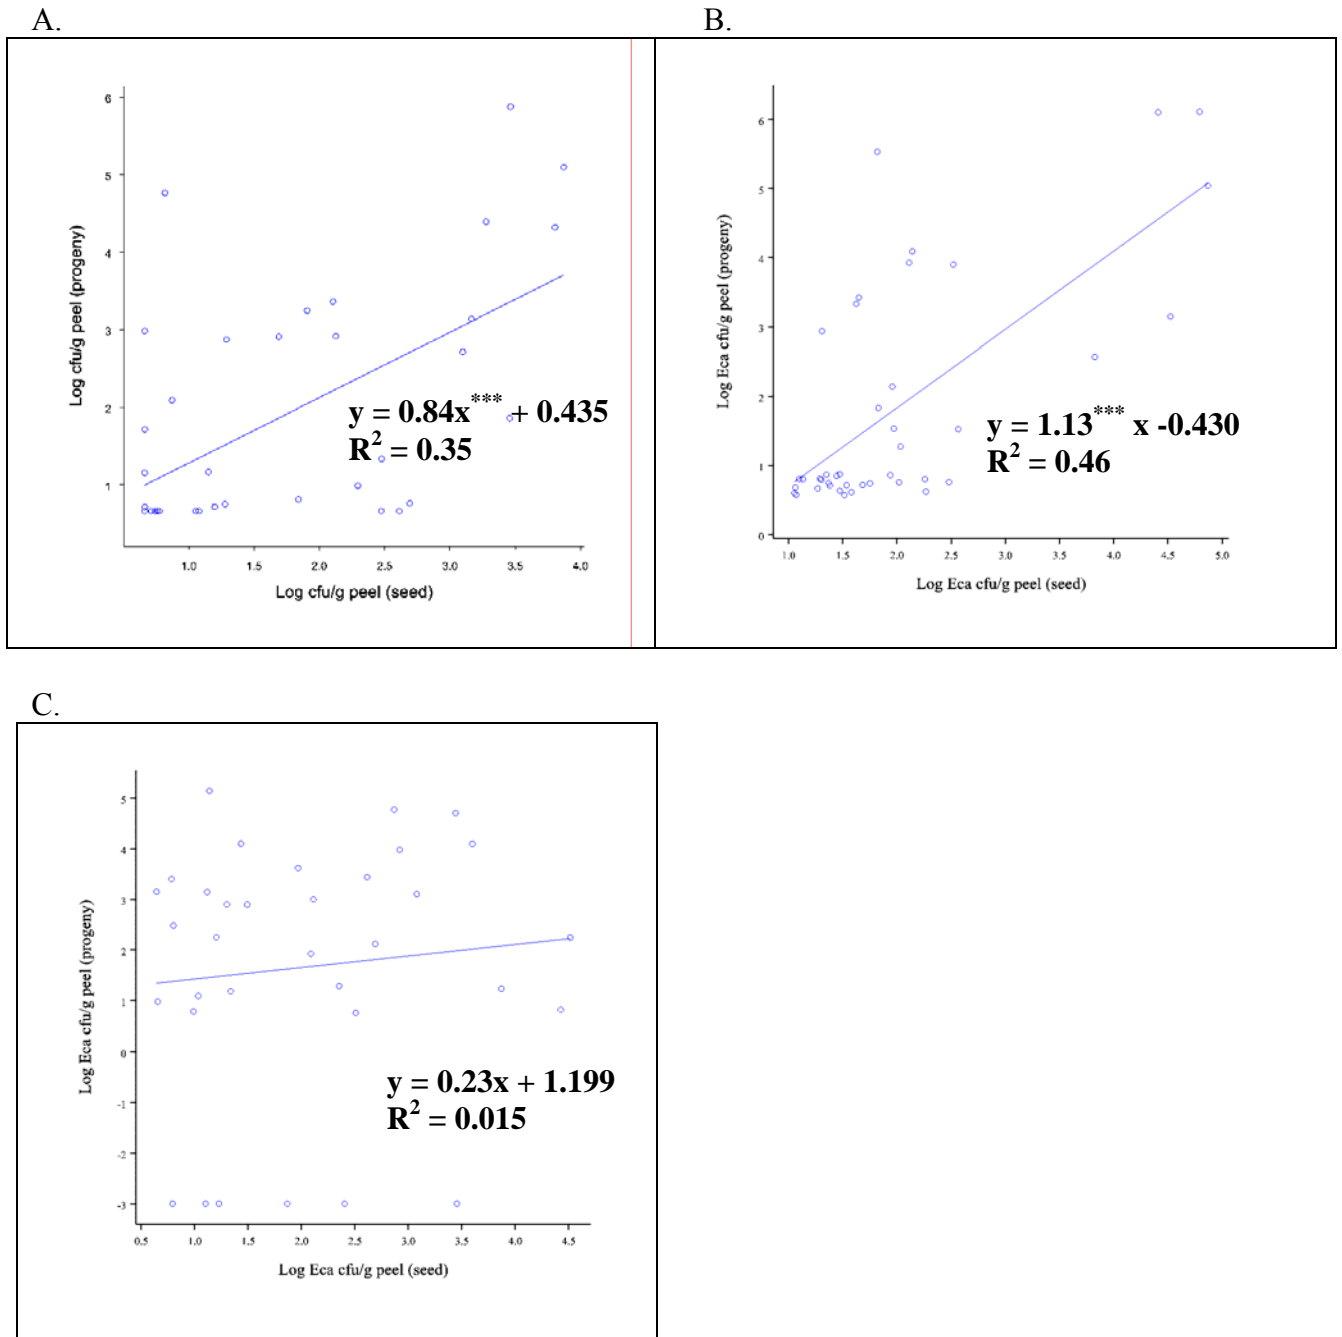 A.
6
5
4
3
2
1
Log cfu/g peel (progeny)
y = 0.84x*** + 0.435
R² = 0.35
1.0 1.5 2.0 2.5 3.0 3.5 4.0
Log cfu/g peel (seed)
B.
6
5
4
3
2
1
0
Log Eca cfu/g peel (progeny)
y = 1.13*** x -0.430
R² = 0.46
1.0 1.5 2.0 2.5 3.0 3.5 4.0 4.5 5.0
Log Eca cfu/g peel (seed)
C.
5
4
3
2
1
0
-1
-2
-3
Log Eca cfu/g peel (progeny)
y = 0.23x + 1.199
R² = 0.015
0.5 1.0 1.5 2.0 2.5 3.0 3.5 4.0 4.5
Log Eca cfu/g peel (seed)